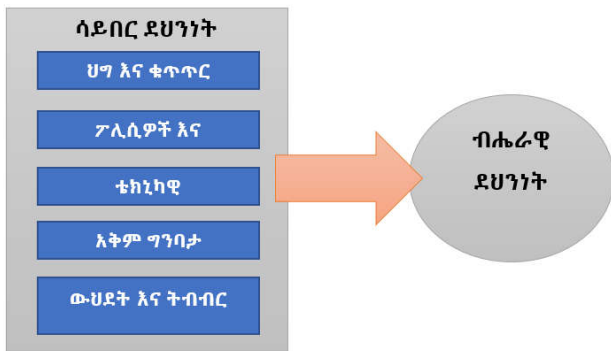 ሳይበር ደህንነት
ህግ እና ቁጥጥር
ፖሊሲዎች እና
ቴክኒካዊ
አቅም ግንባታ
ውህደት እና ትብብር
ብሔራዊ
ደህንነት